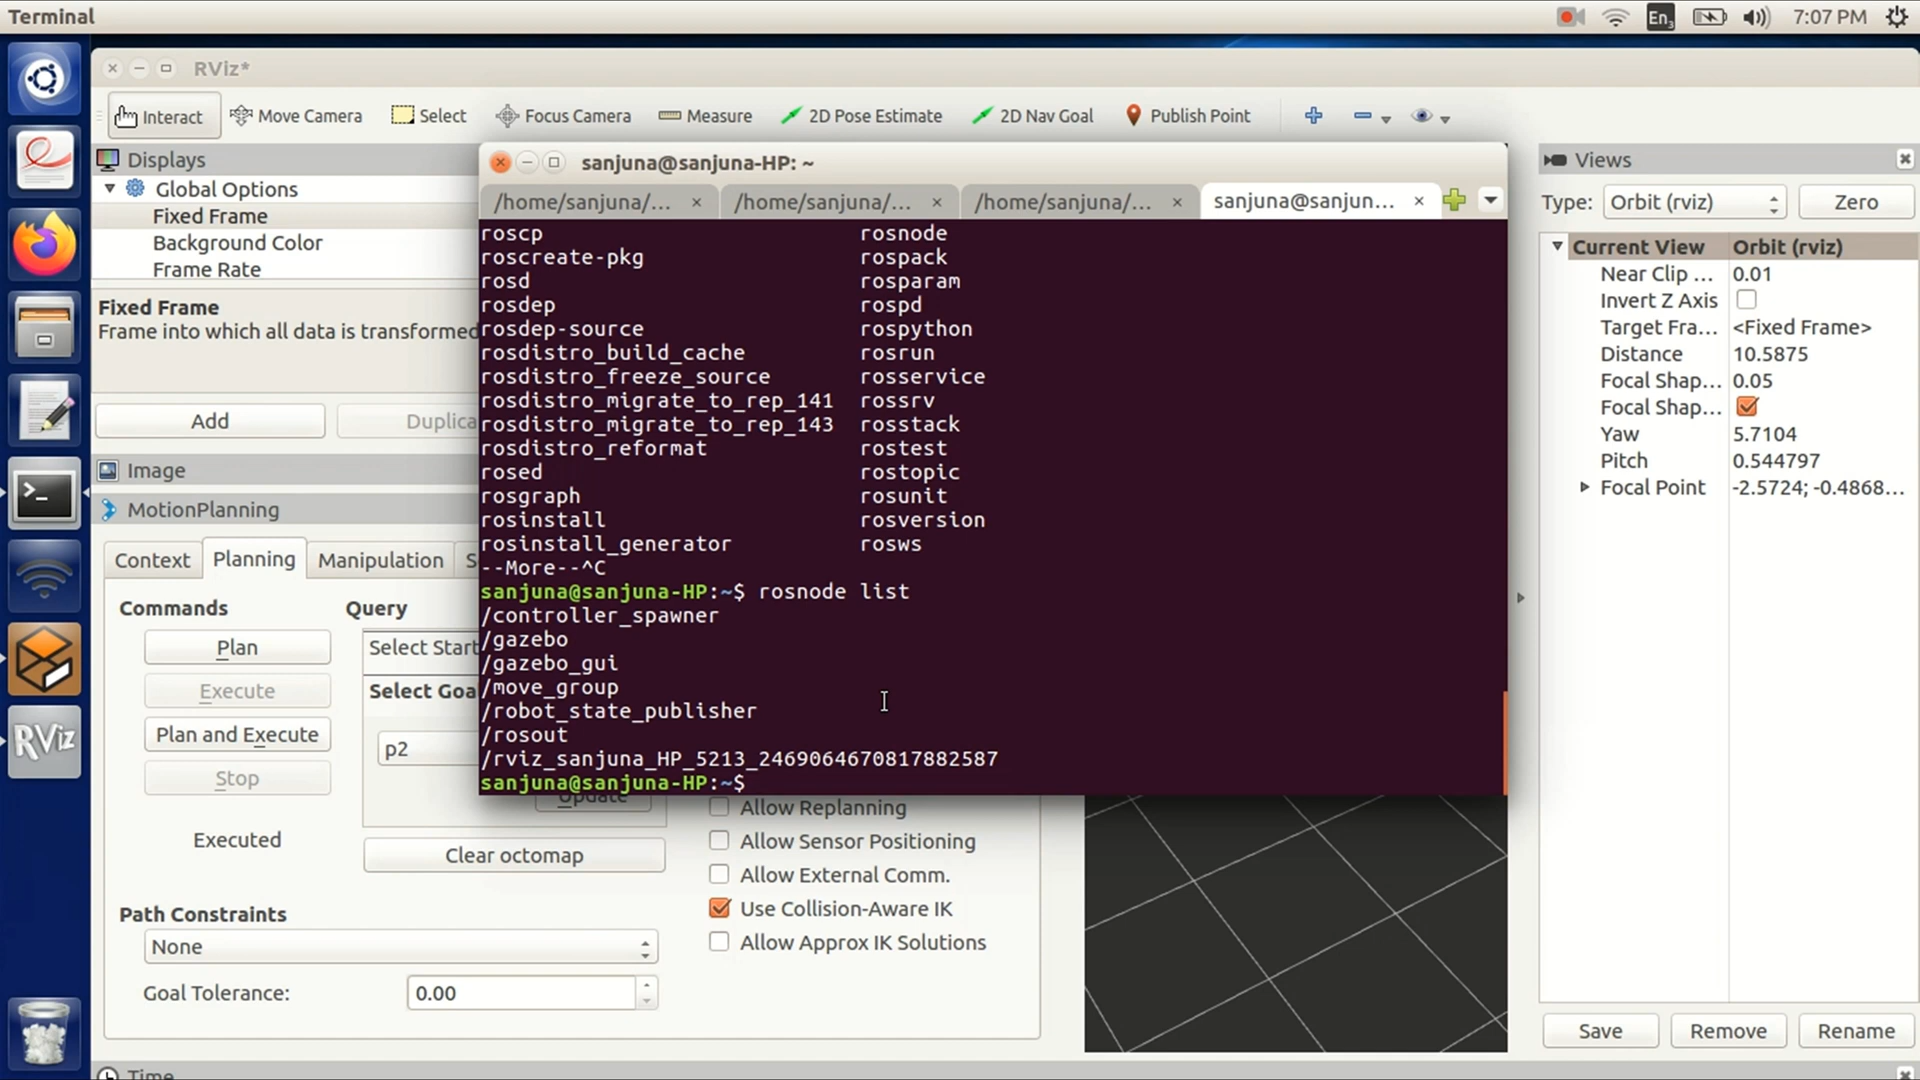 Terminal
En
7:07 PM
RViz*
Interact
Move Camera
Select
Focus Camera
Measure
2D Pose Estimate
2D Nav Goal
Publish Point
Displays
Global Options
Fixed Frame
Background Color
Frame Rate
Fixed Frame
Frame into which all data is transformed
Add
Duplica
Image
MotionPlanning
Context
Planning
Manipulation
S
Commands
Query
Plan
Select Start
Execute
Select Goa
Plan and Execute
p2
Stop
Update
Executed
Clear octomap
Path Constraints
None
Goal Tolerance:
0.00
Allow Replanning
Allow Sensor Positioning
Allow External Comm.
Use Collision-Aware IK
Allow Approx IK Solutions
Time
sanjuna@sanjuna-HP: ~
/home/sanjuna/...
/home/sanjuna/...
/home/sanjuna/...
sanjuna@sanjun...
roscp rosnode
roscreate-pkg rospack
rosd rosparam
rosdep rospd
rosdep-source rospython
rosdistro_build_cache rosrun
rosdistro_freeze_source rosservice
rosdistro_migrate_to_rep_141 rossrv
rosdistro_migrate_to_rep_143 rosstack
rosdistro_reformat rostest
rosed rostopic
rosgraph rosunit
rosinstall rosversion
rosinstall_generator rosws
--More--^C
sanjuna@sanjuna-HP:~$ rosnode list
/controller_spawner
/gazebo
/gazebo_gui
/move_group
/robot_state_publisher
/rosout
/rviz_sanjuna_HP_5213_2469064670817882587
sanjuna@sanjuna-HP:~$
Views
Type: Orbit (rviz) Zero
Current View Orbit (rviz)
Near Clip ... 0.01
Invert Z Axis
Target Fra... <Fixed Frame>
Distance 10.5875
Focal Shap... 0.05
Focal Shap...
Yaw 5.7104
Pitch 0.544797
Focal Point -2.5724; -0.4868...
Save Remove Rename
>_
RViz